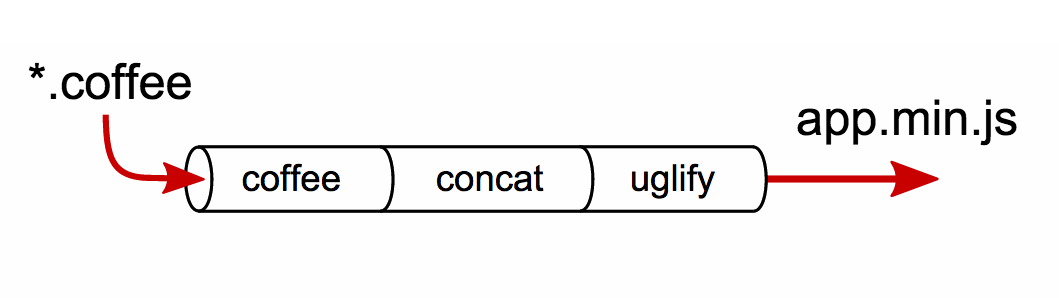 *.coffee
app.min.js
coffee
concat
uglify